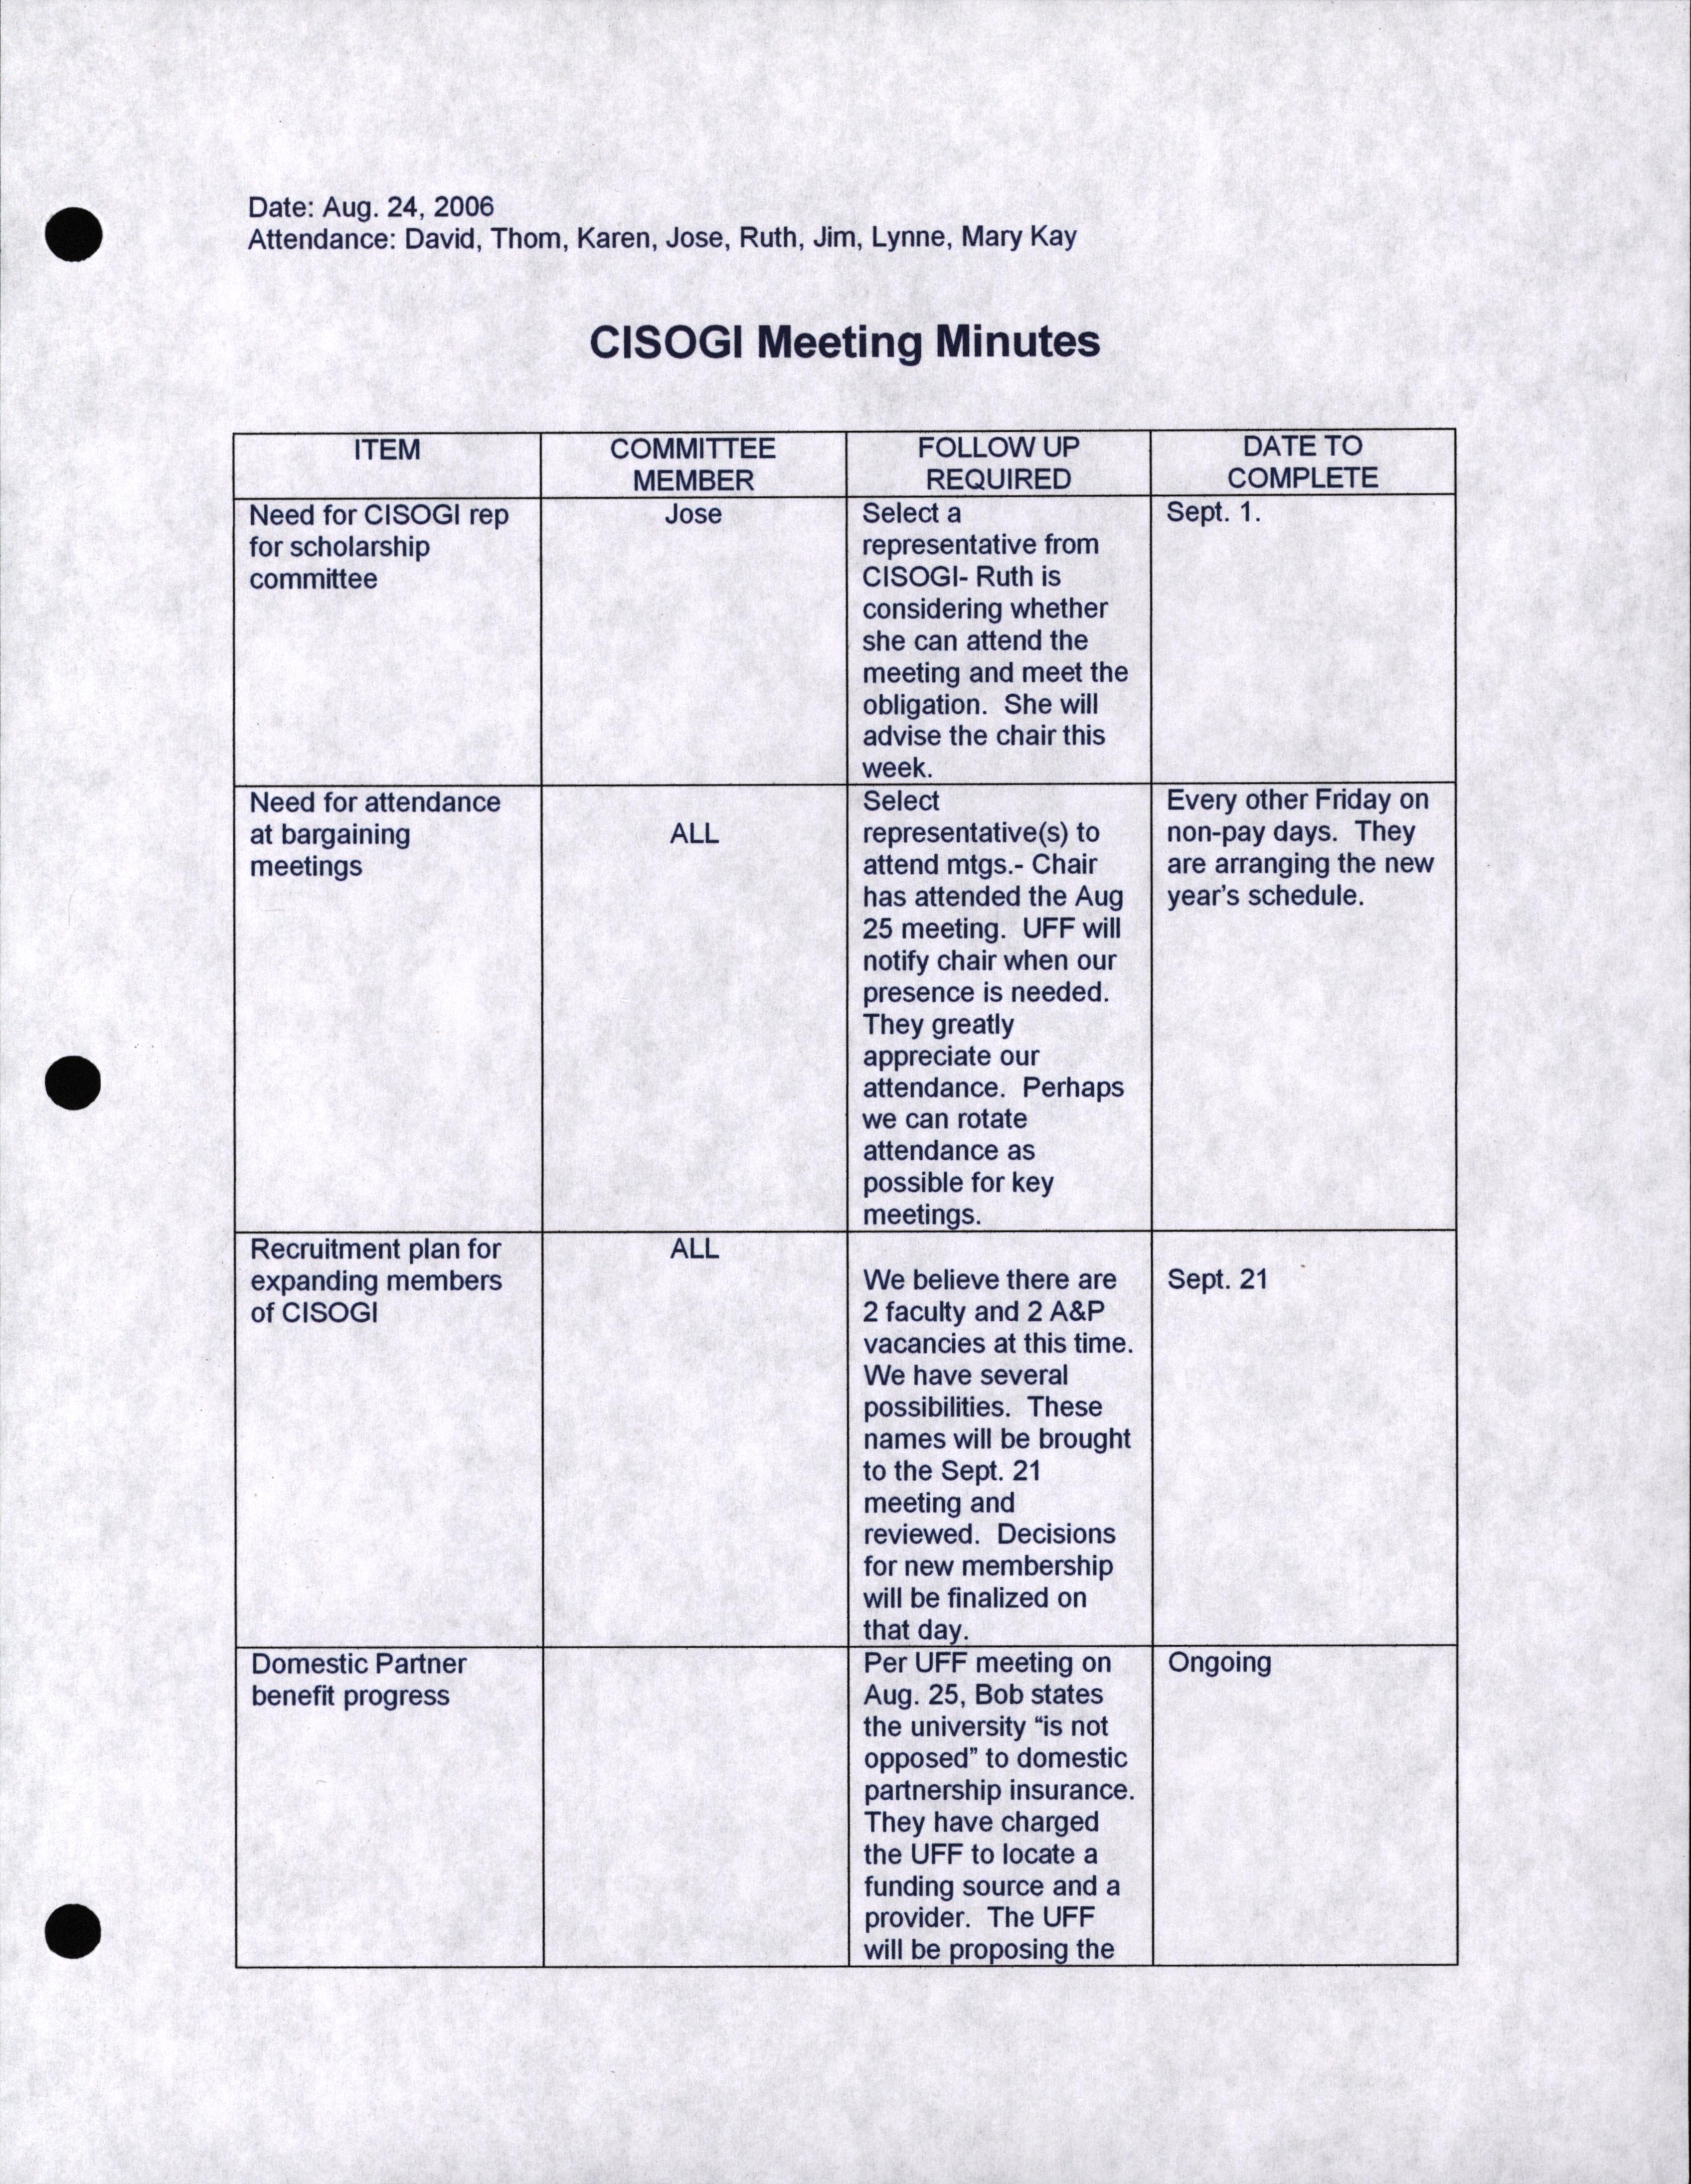 Date: Aug. 24, 2006
Attendance: David, Thom, Karen, Jose, Ruth, Jim, Lynne, Mary Kay
CISOGI Meeting Minutes
ITEM
COMMITTEE
MEMBER
FOLLOW UP
REQUIRED
DATE TO
COMPLETE
Need for CISOGI rep
for scholarship
committee
Jose
Select a
representative from
CISOGI- Ruth is
considering whether
she can attend the
meeting and meet the
obligation.  She will
advise the chair this
week.
Sept. 1.
Need for attendance
at bargaining
meetings
ALL
Select
representative(s) to
attend mtgs.- Chair
has attended the Aug
25 meeting.  UFF will
notify chair when our
presence is needed.
They greatly
appreciate our
attendance.  Perhaps
we can rotate
attendance as
possible for key
meetings.
Every other Friday on
non-pay days.  They
are arranging the new
year’s schedule.
Recruitment plan for
expanding members
of CISOGI
ALL
We believe there are
2 faculty and 2 A&P
vacancies at this time.
We have several
possibilities.  These
names will be brought
to the Sept. 21
meeting and
reviewed.  Decisions
for new membership
will be finalized on
that day.
Sept. 21
Domestic Partner
benefit progress
Per UFF meeting on
Aug. 25, Bob states
the university “is not
opposed” to domestic
partnership insurance.
They have charged
the UFF to locate a
funding source and a
provider.  The UFF
will be proposing the
Ongoing